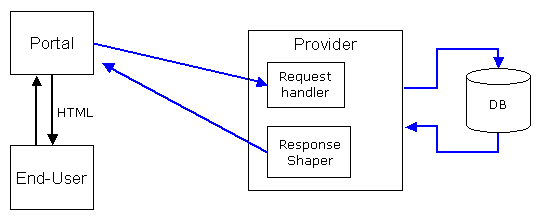 Portal
Provider
Request
handler
DB
HTML
Response
Shaper
End-User